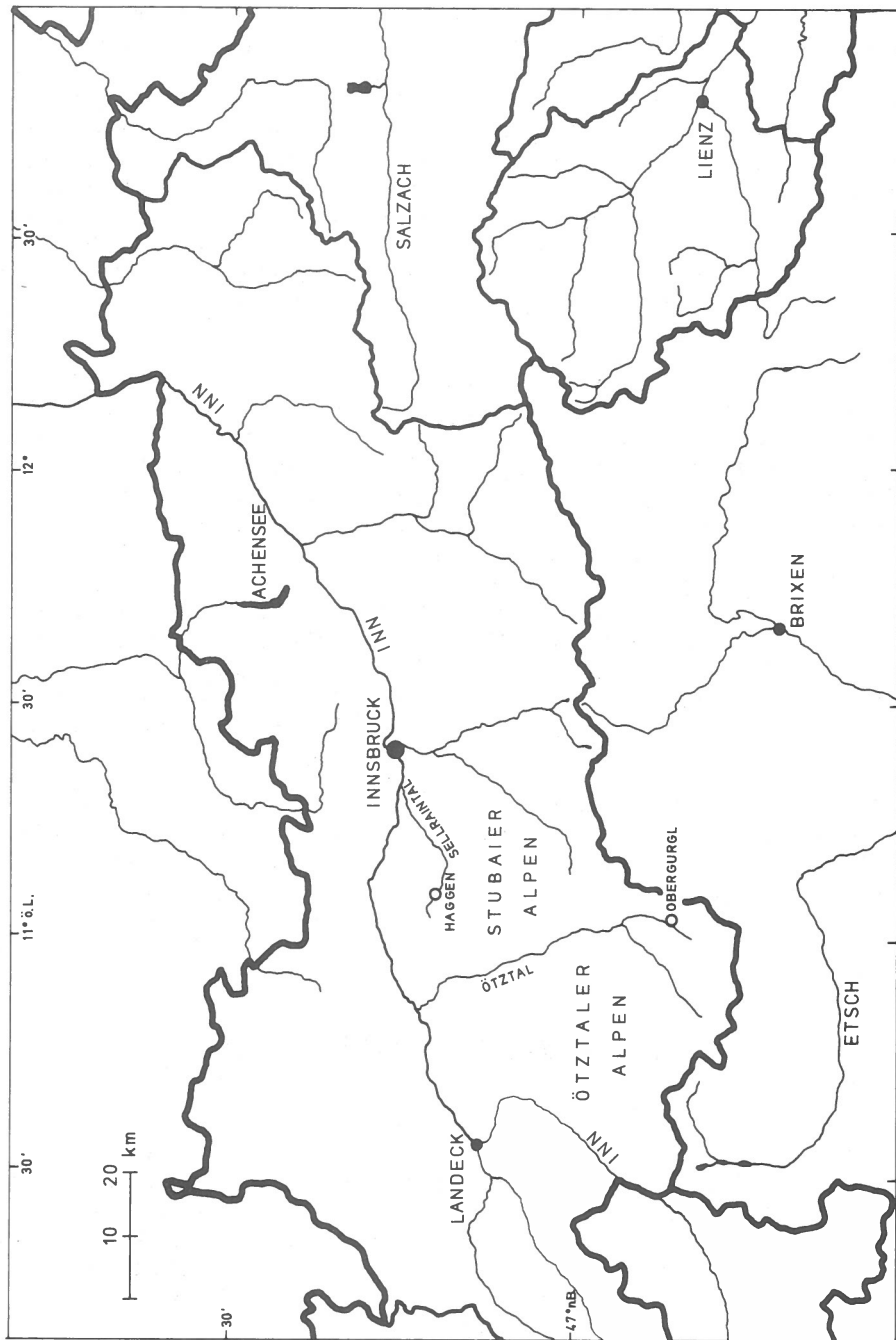 30'
11° ö.L.
30'
12°
30'
10 20
km
30'
INN
ACHENSEE
INNSBRUCK
INN
SALZACH
SELLRAINTAL
HAGGEN
LANDECK
STUBAIER
ALPEN
ÖTZTAL
47° n.B.
ÖTZTALER
ALPEN
INN
OBERGURGL
LIENZ
BRIXEN
ETSCH